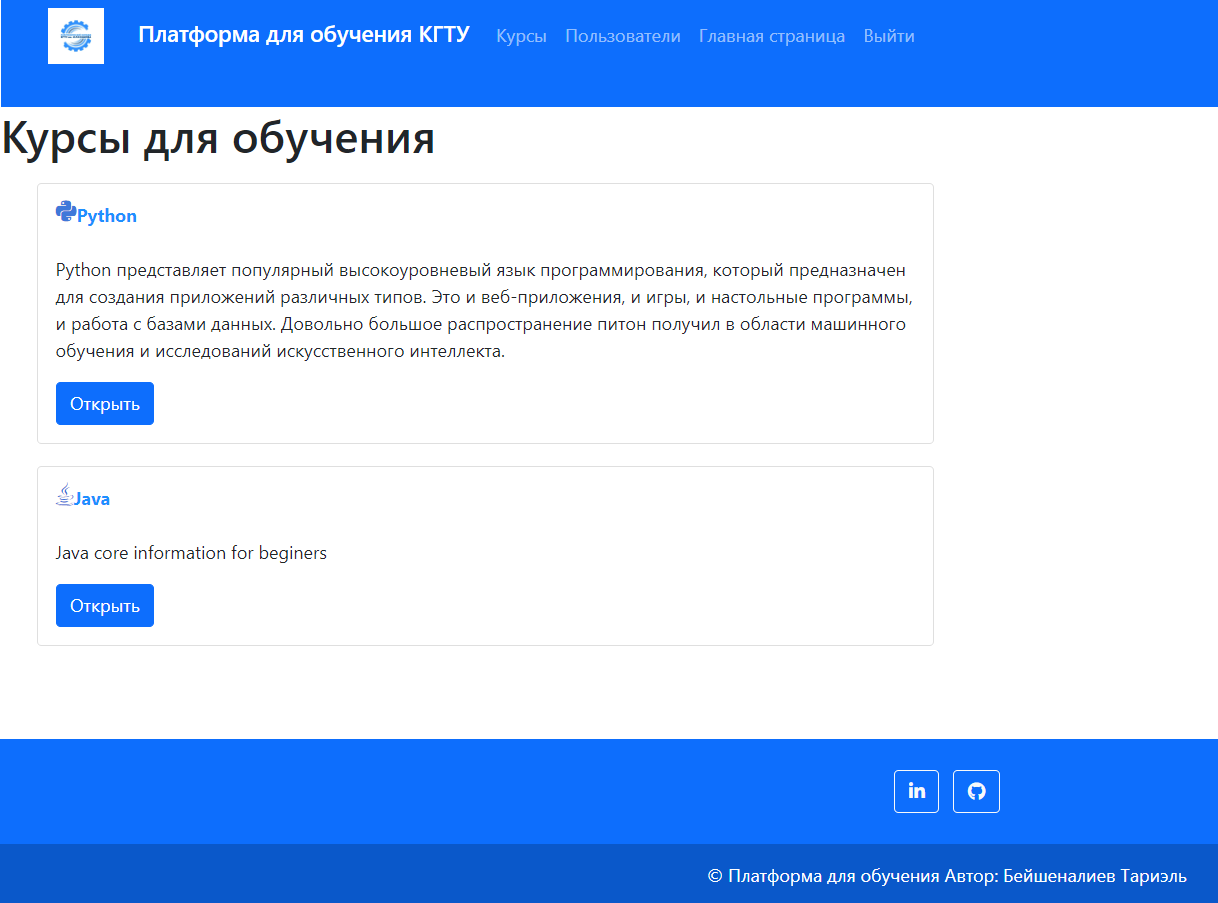 Платформа для обучения КГТУ Курсы Пользователи Главная страница Выйти
Курсы для обучения
Python
Python представляет популярный высокоуровневый язык программирования, который предназначен
для создания приложений различных типов. Это и веб-приложения, и игры, и настольные программы,
и работа с базами данных. Довольно большое распространение питон получил в области машинного
обучения и исследований искусственного интеллекта.
Открыть
Java
Java core information for beginers
Открыть
in
© Платформа для обучения Автор: Бейшеналиев Тариэль